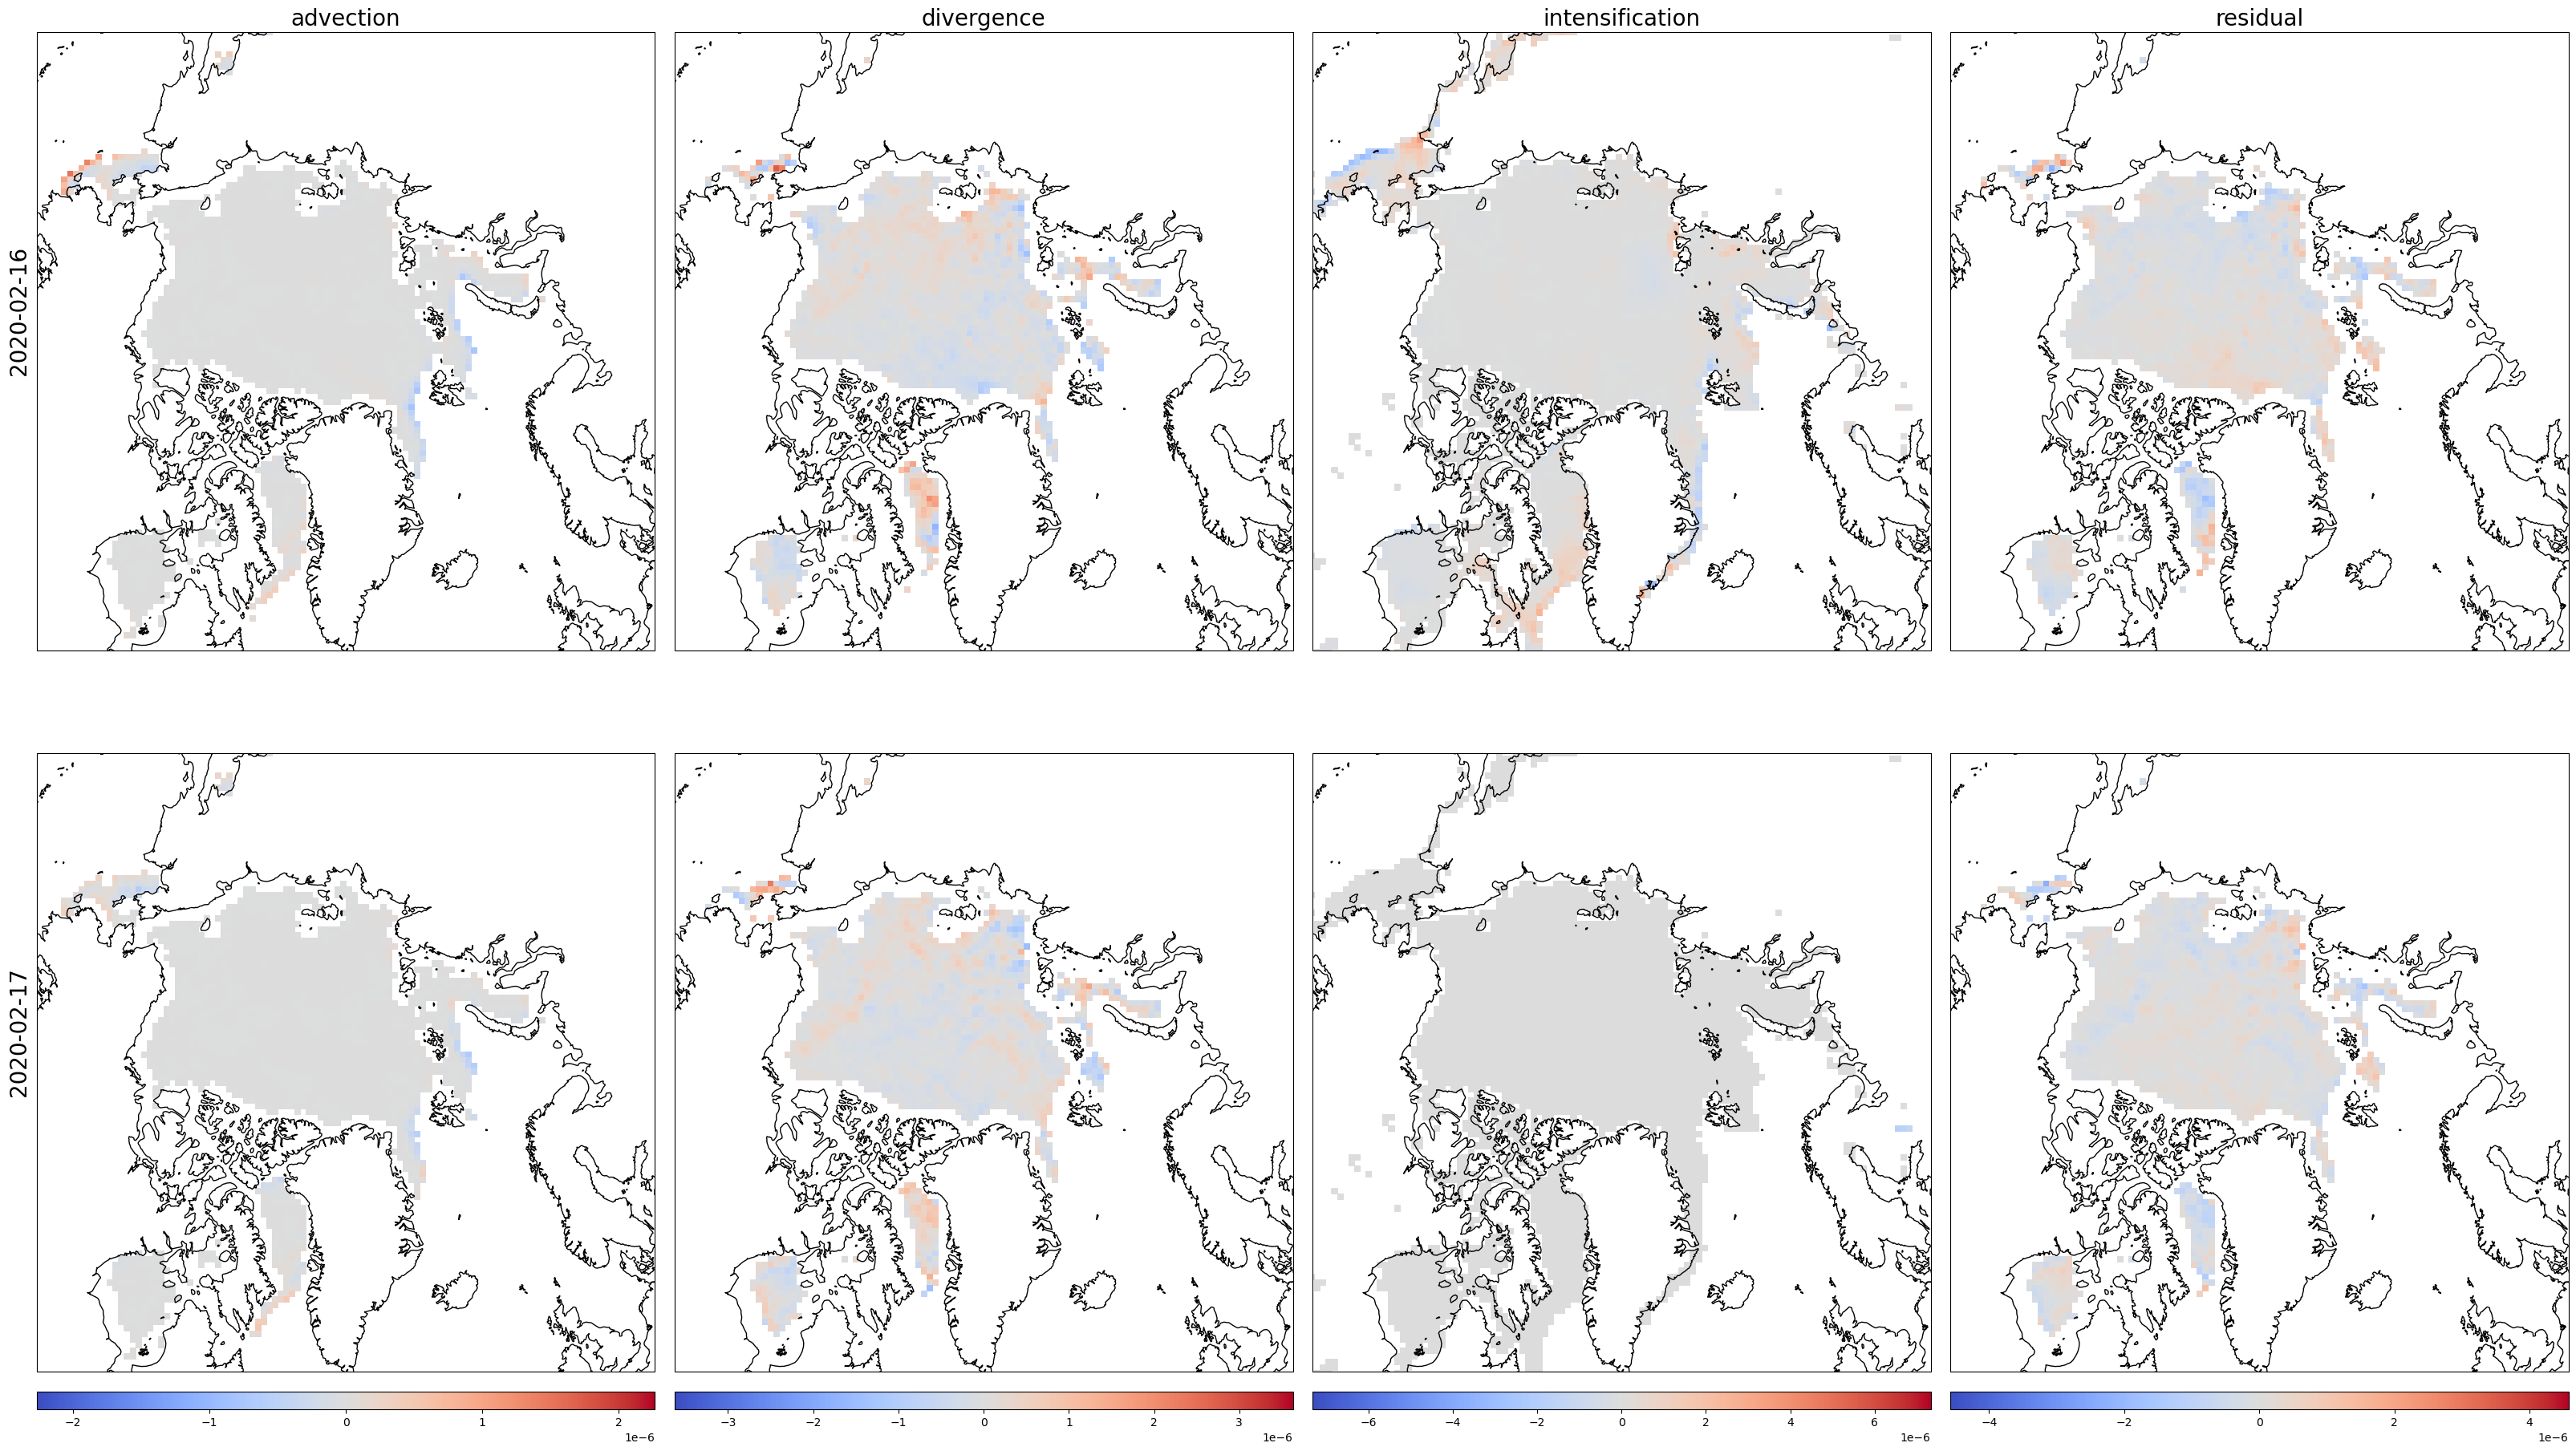 advection divergence intensification residual
2020-02-16
2020-02-17
−2 −1 0 1 2 −3 −2 −1 0 1 2 3 −6 −4 −2 0 2 4 6 −4 −2 0 2 4
1e−6 1e−6 1e−6 1e−6